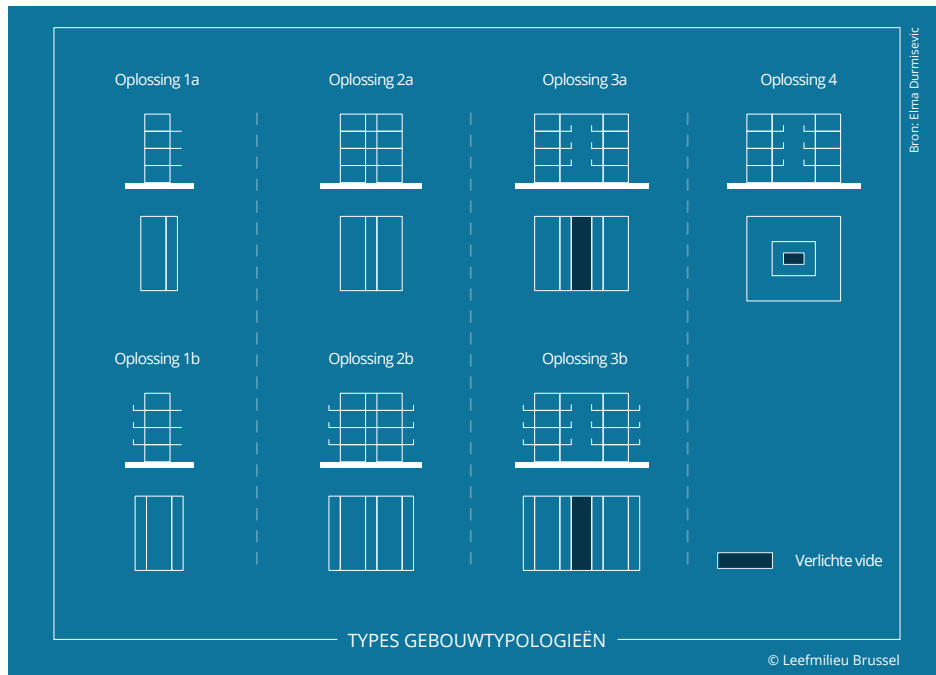 Oplossing 1a
Oplossing 2a
Oplossing 3a
Oplossing 4
Bron: Elma Durmisevic
Oplossing 1b
Oplossing 2b
Oplossing 3b
Verlichte vide
TYPES GEBOUWTYPOLOGIEËN
© Leefmilieu Brussel